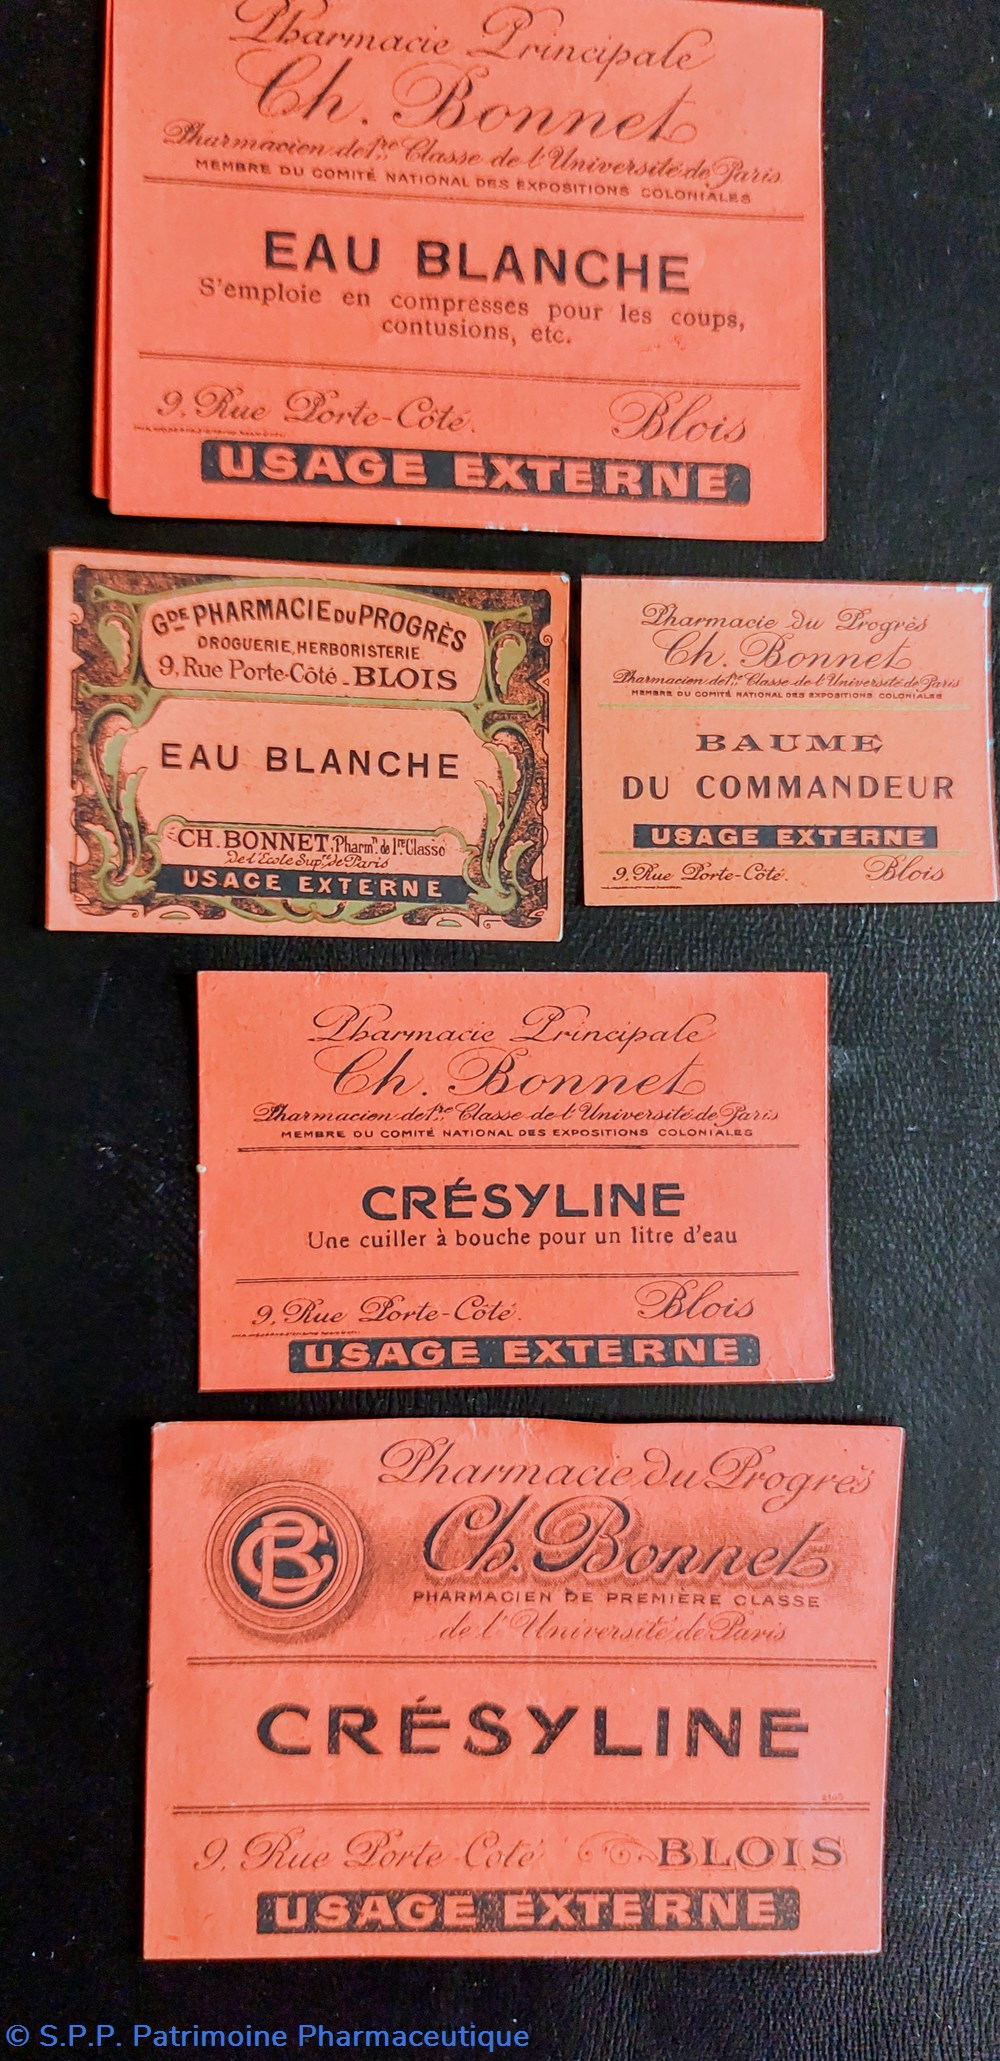 Pharmacie Principale
Ch. Bonnet
Pharmacien de 1re Classe de l'Université de Paris
MEMBRE DU COMITÉ NATIONAL DES EXPOSITIONS COLONIALES
EAU BLANCHE
S'emploie en compresses pour les coups,
contusions, etc.
9, Rue Porte-Côté.
Blois
USAGE EXTERNE
GDE PHARMACIE DU PROGRÈS
DROGUERIE, HERBORISTERIE
9, Rue Porte-Côté - BLOIS
EAU BLANCHE
CH. BONNET, Pharmn. de 1re Classe
De l'Ecole Supre. de Paris
USAGE EXTERNE
Pharmacie du Progrès
Ch. Bonnet
Pharmacien de 1re Classe de l'Université de Paris
MEMBRE DU COMITÉ NATIONAL DES EXPOSITIONS COLONIALES
BAUME
DU COMMANDEUR
USAGE EXTERNE
9, Rue Porte-Côté.
Blois
Pharmacie Principale
Ch. Bonnet
Pharmacien de 1re Classe de l'Université de Paris
MEMBRE DU COMITÉ NATIONAL DES EXPOSITIONS COLONIALES
CRÉSYLINE
Une cuiller à bouche pour un litre d'eau
9, Rue Porte-Côté.
Blois
USAGE EXTERNE
Pharmacie du Progrès
CB
Ch. Bonnet
PHARMACIEN DE PREMIÈRE CLASSE
de l'Université de Paris
CRÉSYLINE
9, Rue Porte Coté
BLOIS
USAGE EXTERNE
© S.P.P. Patrimoine Pharmaceutique